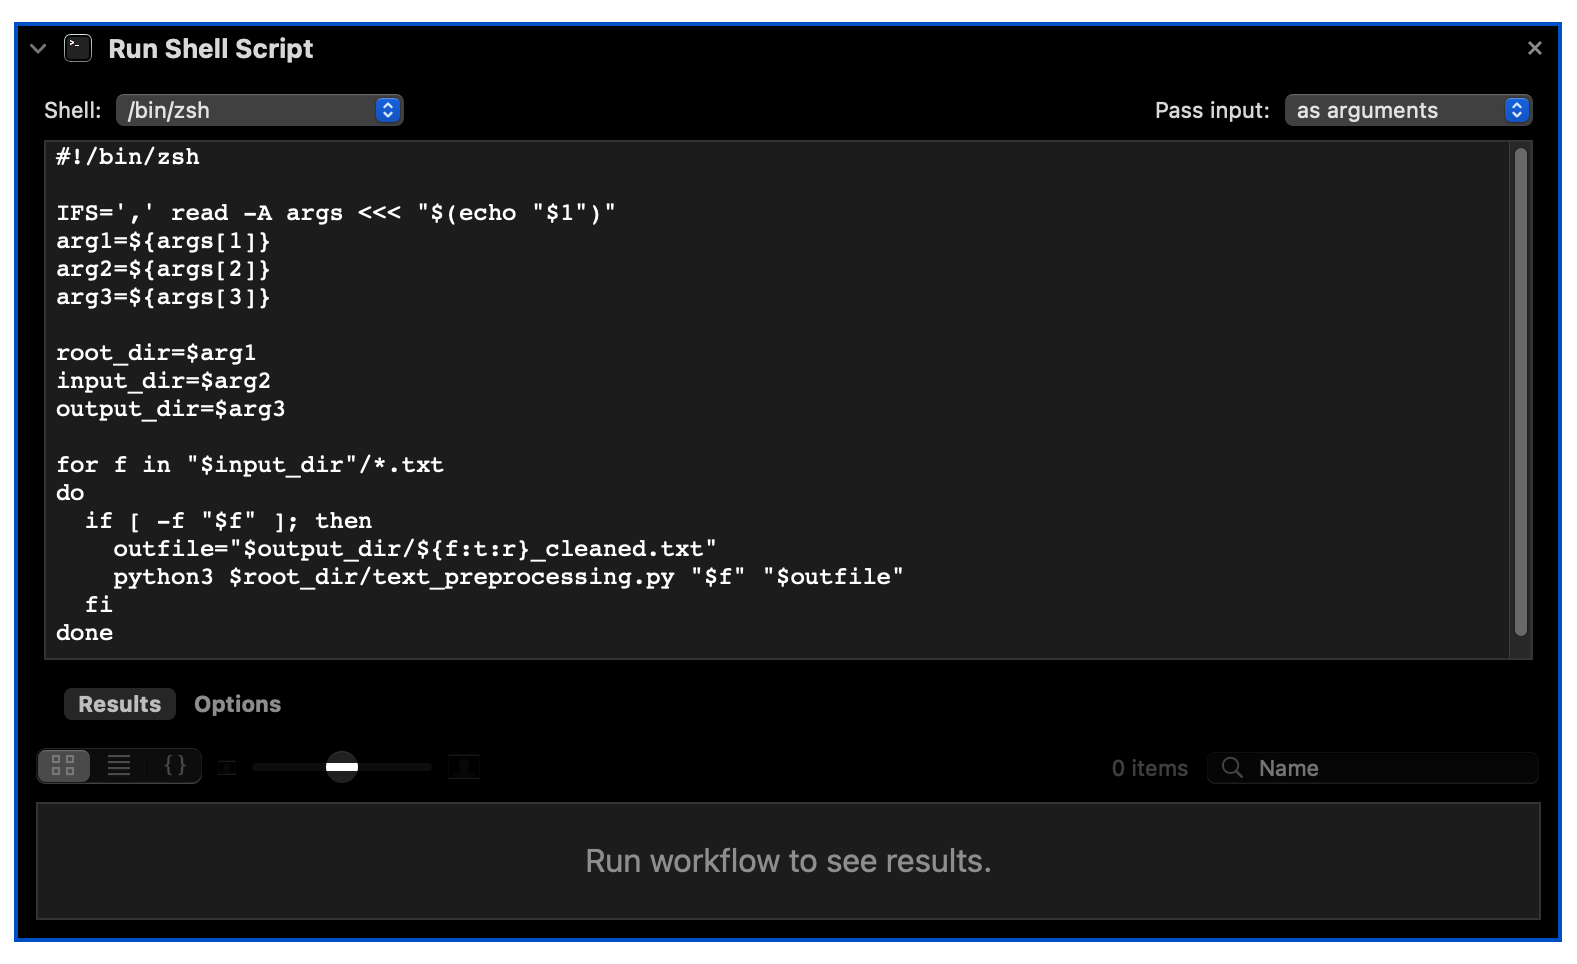 Run Shell Script
Shell: /bin/zsh Pass input: as arguments
#!/bin/zsh

IFS=',' read -A args <<< "$(echo "$1")"
arg1=${args[1]}
arg2=${args[2]}
arg3=${args[3]}

root_dir=$arg1
input_dir=$arg2
output_dir=$arg3

for f in "$input_dir"/*.txt
do
  if [ -f "$f" ]; then
    outfile="$output_dir/${f:t:r}_cleaned.txt"
    python3 $root_dir/text_preprocessing.py "$f" "$outfile"
  fi
done
Results Options
{} 0 items Name
Run workflow to see results.